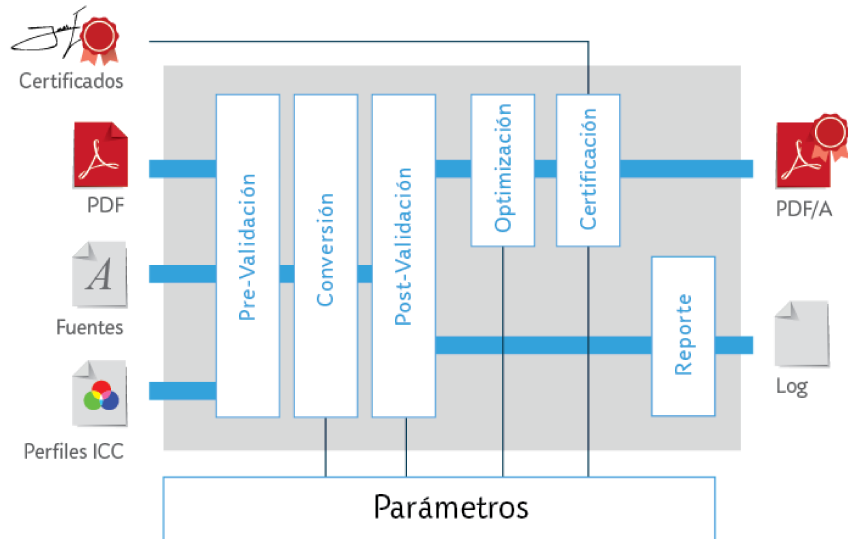 Certificados
PDF
Fuentes
Perfiles ICC
Pre-Validación
Conversión
Post-Validación
Optimización
Certificación
Reporte
PDF/A
Log
Parámetros
A